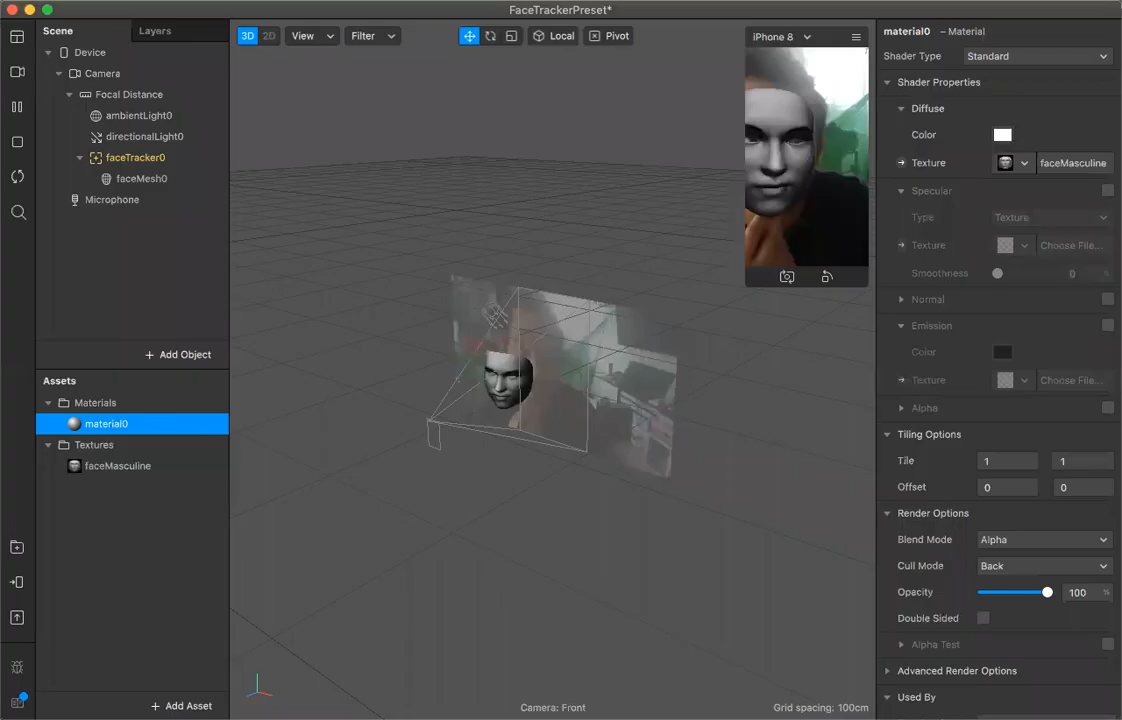 FaceTrackerPreset*
Scene
Layers
Device
Camera
Focal Distance
ambientLight0
directionalLight0
faceTracker0
faceMesh0
Microphone
Add Object
Assets
Materials
material0
Textures
faceMasculine
Add Asset
3D 2D View Filter Local Pivot
iPhone 8
Camera: Front
Grid spacing: 100cm
material0 – Material
Shader Type Standard
Shader Properties
Diffuse
Color
Texture faceMasculine
Specular
Type Texture
Texture Choose File...
Smoothness 0 %
Normal
Emission
Color
Texture Choose File...
Alpha
Tiling Options
Tile 1 1
Offset 0 0
Render Options
Blend Mode Alpha
Cull Mode Back
Opacity 100 %
Double Sided
Alpha Test
Advanced Render Options
Used By